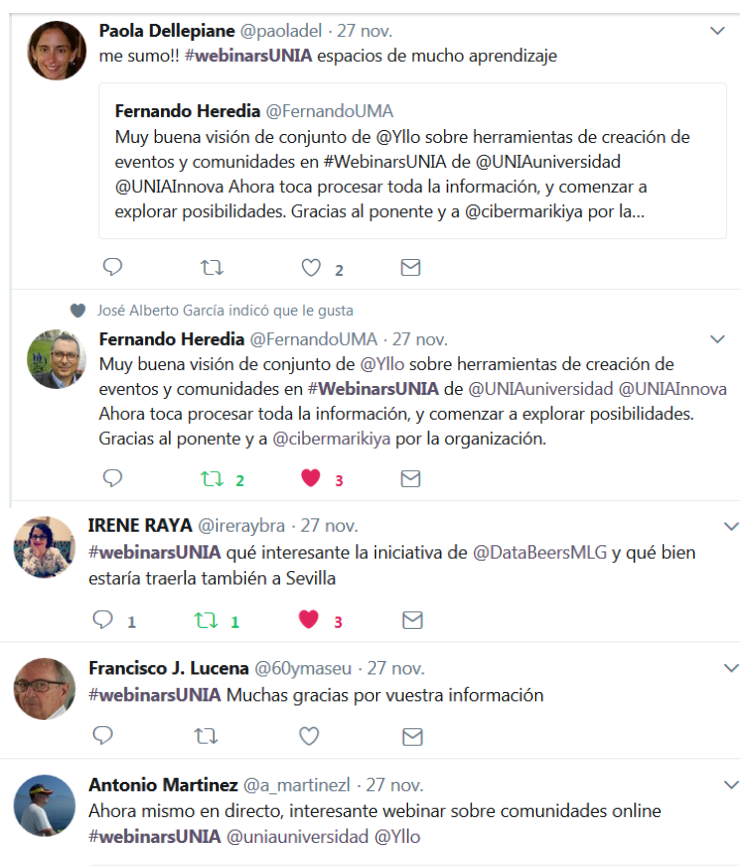 Paola Dellepiane @paoladel · 27 nov.
me sumo!! #webinarsUNIA espacios de mucho aprendizaje
Fernando Heredia @FernandoUMA
Muy buena visión de conjunto de @Yllo sobre herramientas de creación de
eventos y comunidades en #WebinarsUNIA de @UNIAuniversidad
@UNIAInnova Ahora toca procesar toda la información, y comenzar a
explorar posibilidades. Gracias al ponente y a @cibermarikiya por la...
2
José Alberto García indicó que le gusta
Fernando Heredia @FernandoUMA · 27 nov.
Muy buena visión de conjunto de @Yllo sobre herramientas de creación de
eventos y comunidades en #WebinarsUNIA de @UNIAuniversidad @UNIAInnova
Ahora toca procesar toda la información, y comenzar a explorar posibilidades.
Gracias al ponente y a @cibermarikiya por la organización.
2 3
IRENE RAYA @ireraybra · 27 nov.
#webinarsUNIA qué interesante la iniciativa de @DataBeersMLG y qué bien
estaría traerla también a Sevilla
1 1 3
Francisco J. Lucena @60ymaseu · 27 nov.
#webinarsUNIA Muchas gracias por vuestra información
Antonio Martinez @a_martinezl · 27 nov.
Ahora mismo en directo, interesante webinar sobre comunidades online
#webinarsUNIA @uniauniversidad @Yllo